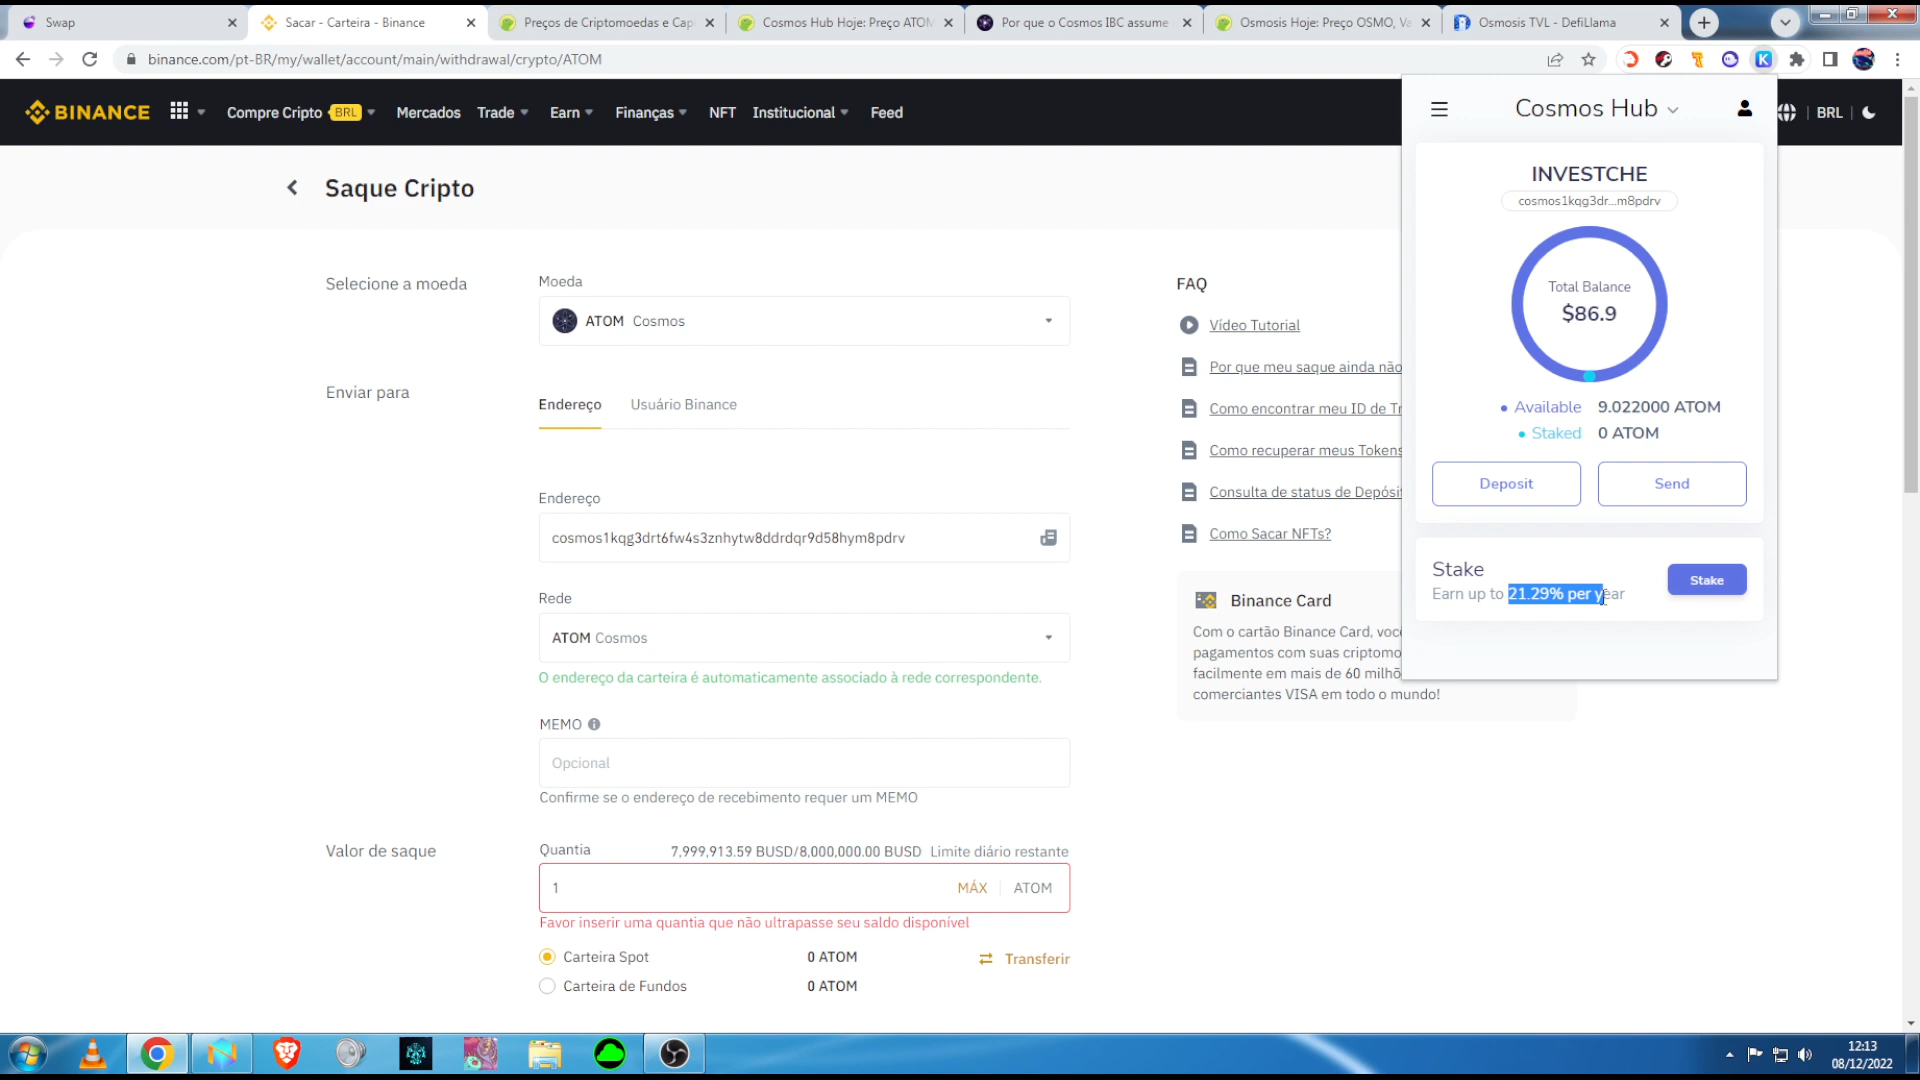 Swap
Sacar - Carteira - Binance
Preços de Criptomoedas e Cap
Cosmos Hub Hoje: Preço ATOM
Por que o Cosmos IBC assume
Osmosis Hoje: Preço OSMO, Va
Osmosis TVL - DefiLlama
binance.com/pt-BR/my/wallet/account/main/withdrawal/crypto/ATOM
BINANCE
Compre Cripto BRL
Mercados
Trade
Earn
Finanças
NFT
Institucional
Feed
BRL
Saque Cripto
Selecione a moeda
Moeda
ATOM Cosmos
Enviar para
Endereço
Usuário Binance
Endereço
cosmos1kqg3drt6fw4s3znhytw8ddrdqr9d58hym8pdrv
Rede
ATOM Cosmos
O endereço da carteira é automaticamente associado à rede correspondente.
MEMO
Opcional
Confirme se o endereço de recebimento requer um MEMO
Valor de saque
Quantia
7,999,913.59 BUSD/8,000,000.00 BUSD Limite diário restante
1
MÁX
ATOM
Favor inserir uma quantia que não ultrapasse seu saldo disponível
Carteira Spot
0 ATOM
Transferir
Carteira de Fundos
0 ATOM
FAQ
Vídeo Tutorial
Por que meu saque ainda não
Como encontrar meu ID de Tr
Como recuperar meus Tokens
Consulta de status de Depósi
Como Sacar NFTs?
Binance Card
Com o cartão Binance Card, você
pagamentos com suas criptomo
facilmente em mais de 60 milhõ
comerciantes VISA em todo o mundo!
Cosmos Hub
INVESTCHE
cosmos1kqg3dr...m8pdrv
Total Balance
$86.9
Available 9.022000 ATOM
Staked 0 ATOM
Deposit
Send
Stake
Earn up to 21.29% per year
Stake
12:13
08/12/2022